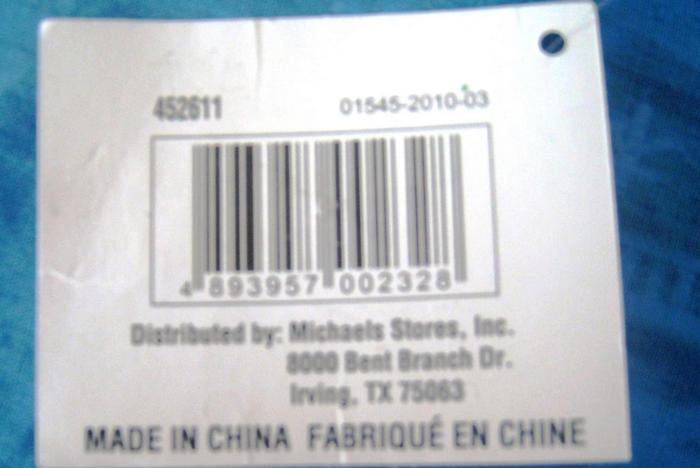 452611 01545-2010-03
4 893957 002328
Distributed by: Michaels Stores, Inc.
8000 Bent Branch Dr.
Irving, TX 75063
MADE IN CHINA FABRIQUÉ EN CHINE